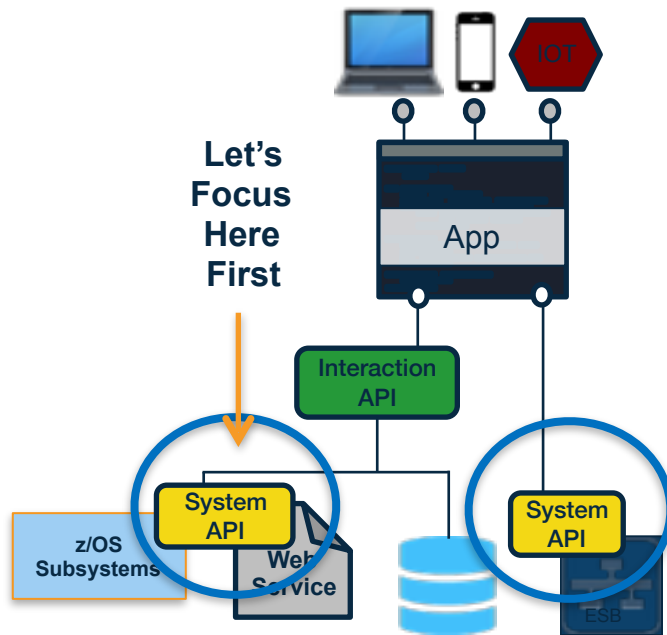 IOT
Let's
Focus
Here
First
App
Interaction
API
System
API
System
API
z/OS
Subsystems
Web
Service
ESB